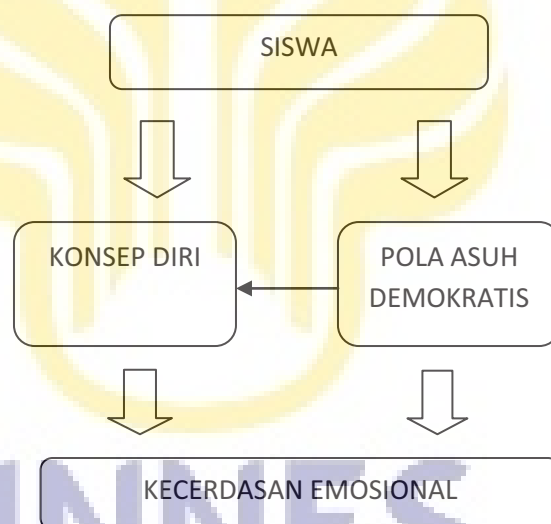 SISWA
KONSEP DIRI
POLA ASUH
DEMOKRATIS
KECERDASAN EMOSIONAL